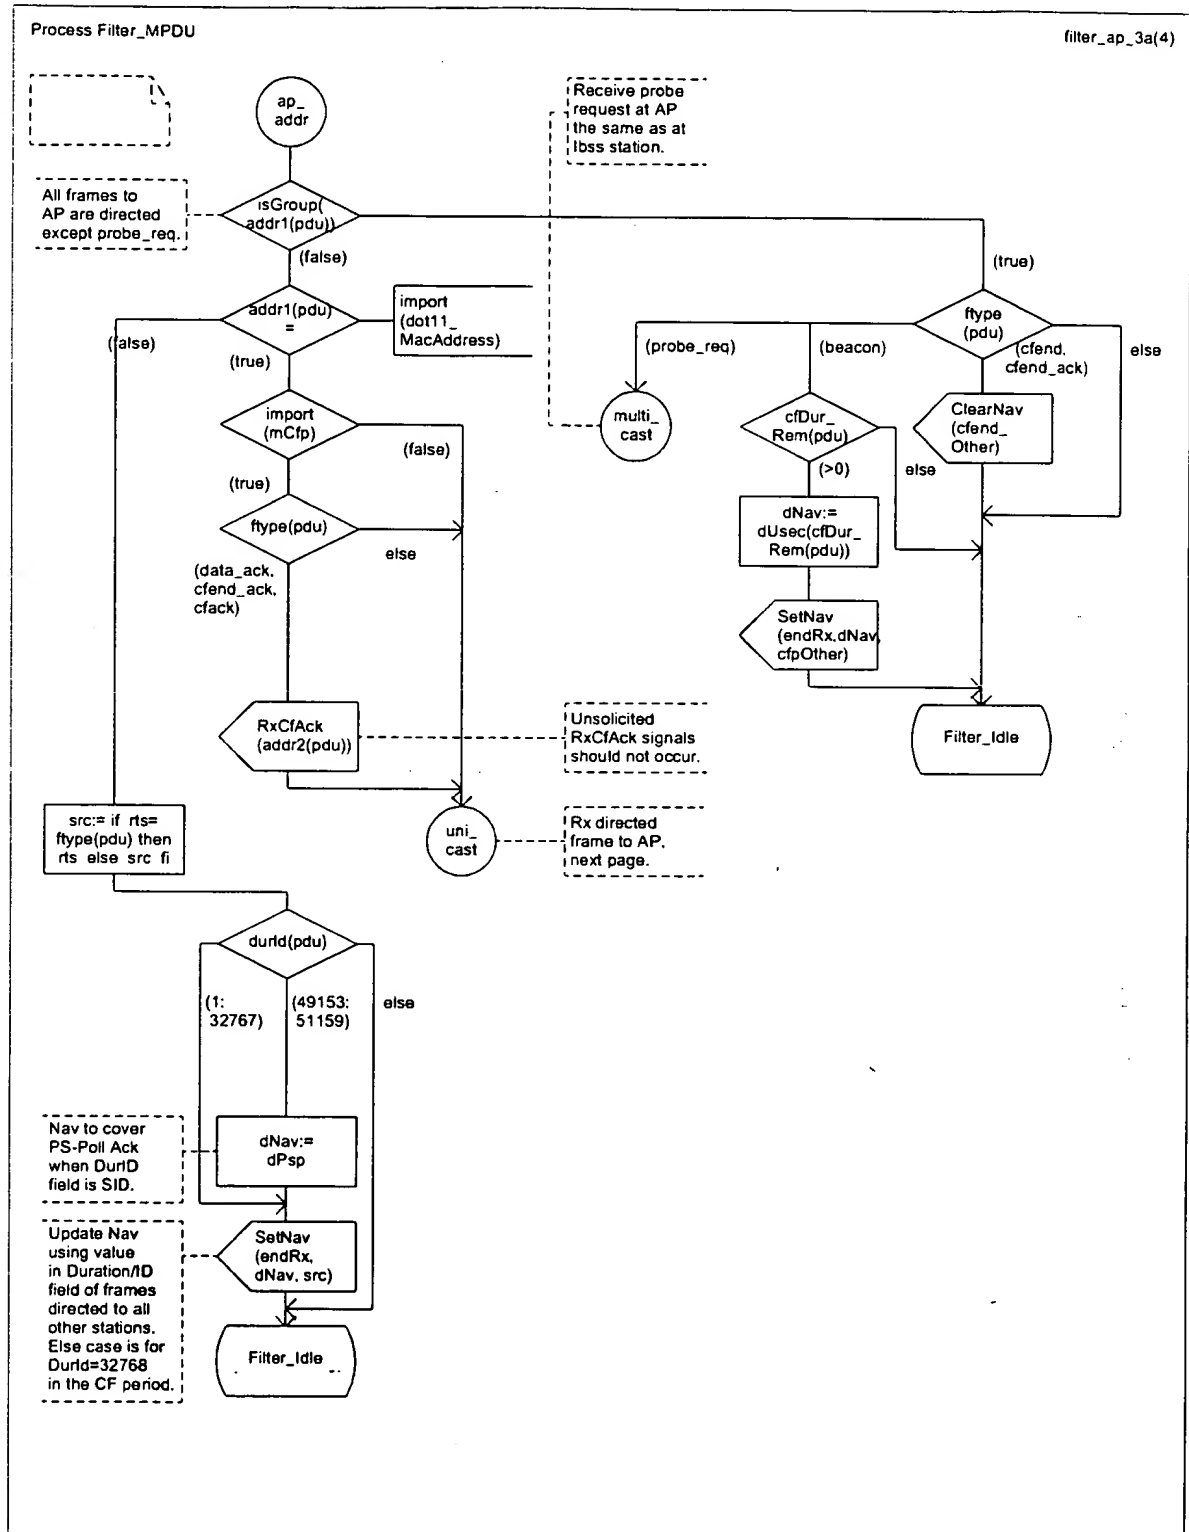 Process Filter_MPDU
filter_ap_3a(4)
ap_
addr
Receive probe
request at AP
the same as at
Ibss station.
All frames to
AP are directed
except probe_req.
isGroup(
addr1(pdu))
(false)
(true)
addr1(pdu)
=
import
(dot11_
MacAddress)
(false)
(true)
ftype
(pdu)
(probe_req)
(beacon)
(cfend,
cfend_ack)
else
import
(mCfp)
(false)
(true)
multi_
cast
cfDur_
Rem(pdu)
(>0)
else
ClearNav
(cfend_
Other)
ftype(pdu)
else
(data_ack,
cfend_ack,
cfack)
dNav:=
dUsec(cfDur_
Rem(pdu))
SetNav
(endRx,dNav,
cfpOther)
RxCfAck
(addr2(pdu))
Unsolicited
RxCfAck signals
should not occur.
Filter_Idle
src:= if rts=
ftype(pdu) then
rts else src fi
uni_
cast
Rx directed
frame to AP,
next page.
durId(pdu)
(1:
32767)
(49153:
51159)
else
Nav to cover
PS-Poll Ack
when DurID
field is SID.
dNav:=
dPsp
Update Nav
using value
in Duration/ID
field of frames
directed to all
other stations.
Else case is for
DurId=32768
in the CF period.
SetNav
(endRx,
dNav, src)
Filter_Idle